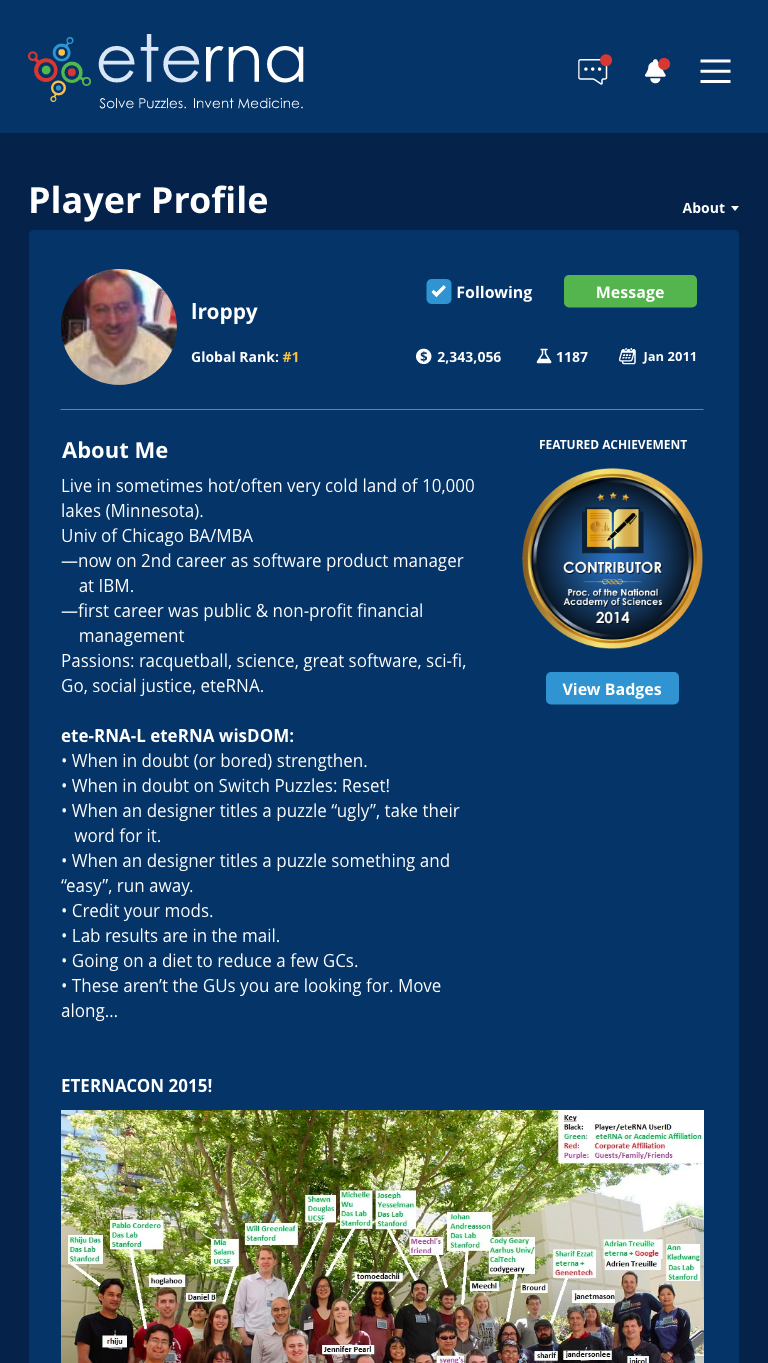 eterna
Solve Puzzles. Invent Medicine.
Player Profile
About
lroppy
Following
Message
Global Rank: #1
2,343,056
1187
Jan 2011
About Me
Live in sometimes hot/often very cold land of 10,000
lakes (Minnesota).
Univ of Chicago BA/MBA
—now on 2nd career as software product manager
at IBM.
—first career was public & non-profit financial
management
Passions: racquetball, science, great software, sci-fi,
Go, social justice, eteRNA.
FEATURED ACHIEVEMENT
CONTRIBUTOR
Proc. of the National
Academy of Sciences
2014
View Badges
ete-RNA-L eteRNA wisDOM:
• When in doubt (or bored) strengthen.
• When in doubt on Switch Puzzles: Reset!
• When an designer titles a puzzle “ugly”, take their
word for it.
• When an designer titles a puzzle something and
“easy”, run away.
• Credit your mods.
• Lab results are in the mail.
• Going on a diet to reduce a few GCs.
• These aren’t the GUs you are looking for. Move
along...
ETERNACON 2015!
Key
Black: Player/eteRNA UserID
Green: eteRNA or Academic Affiliation
Red: Corporate Affiliation
Purple: Guests/Family/Friends
Rhiju Das
Das Lab
Stanford
Pablo Cordero
Das Lab
Stanford
hoglahoo
Daniel B
Mia
Selans
UCSF
Will Greenleaf
Stanford
Shawn
Douglas
UCSF
Michelle
Wu
Das Lab
Stanford
Joseph
Yesselman
Das Lab
Stanford
tomoedachii
Meechl's
friend
Johan
Andreasson
Das Lab
Stanford
Meechl
Cody Geary
Aarhus Univ/
CalTech
codygeary
Brourd
Sharif Ezzat
eterna +
Genentech
janetmason
Adrian Treuille
eterna + Google
Adrien Treuille
Ann
Kladwang
Das Lab
Stanford
rhiju
Jennifer Pearl
sharif
jandersonlee